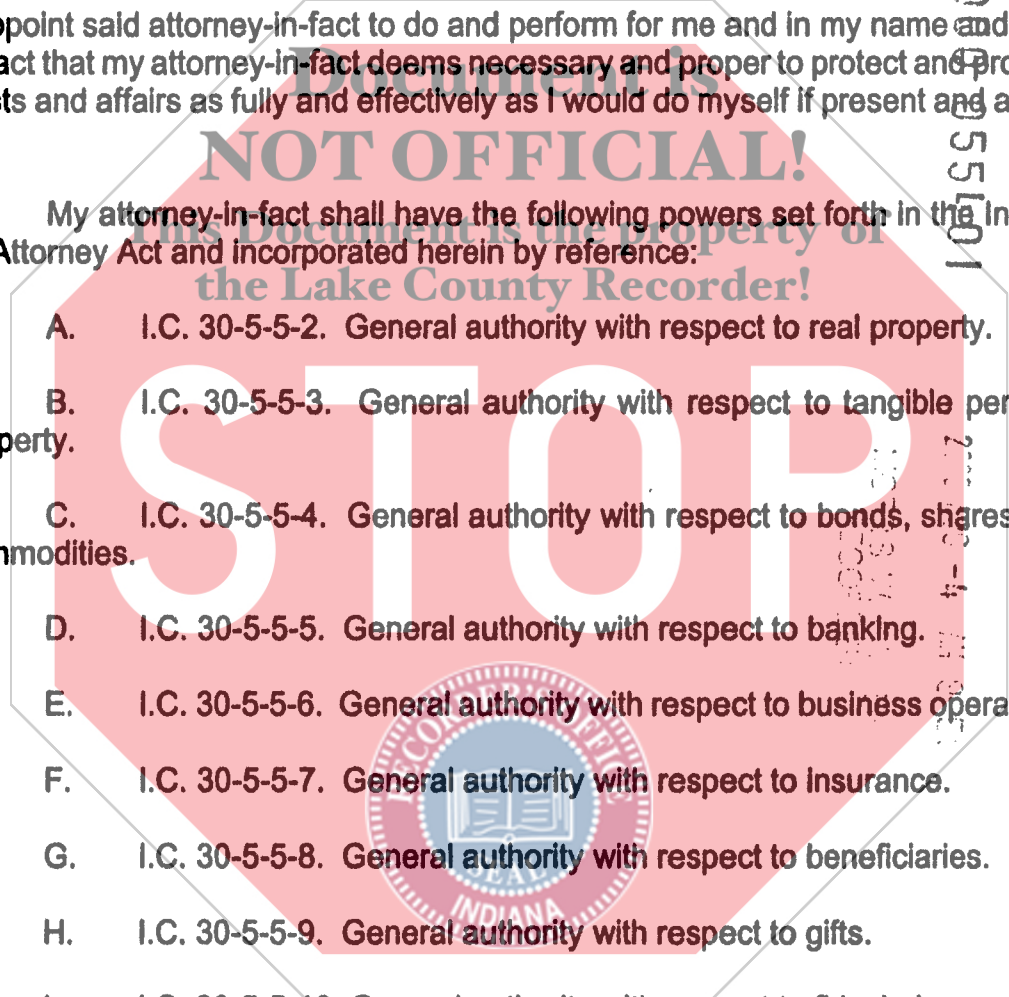 ppoint said attorney-in-fact to do and perform for me and in my name and
act that my attorney-in-fact deems necessary and proper to protect and pro
sts and affairs as fully and effectively as I would do myself if present and a
Document is
NOT OFFICIAL!
This Document is the property of
the Lake County Recorder!
My attorney-in-fact shall have the following powers set forth in the In
Attorney Act and incorporated herein by reference:
A. I.C. 30-5-5-2. General authority with respect to real property.
B. I.C. 30-5-5-3. General authority with respect to tangible per
perty.
C. I.C. 30-5-5-4. General authority with respect to bonds, shares
nmodities.
D. I.C. 30-5-5-5. General authority with respect to banking.
E. I.C. 30-5-5-6. General authority with respect to business opera
F. I.C. 30-5-5-7. General authority with respect to insurance.
G. I.C. 30-5-5-8. General authority with respect to beneficiaries.
H. I.C. 30-5-5-9. General authority with respect to gifts.
STOP
RECORDER'S OFFICE
SEAL
INDIANA